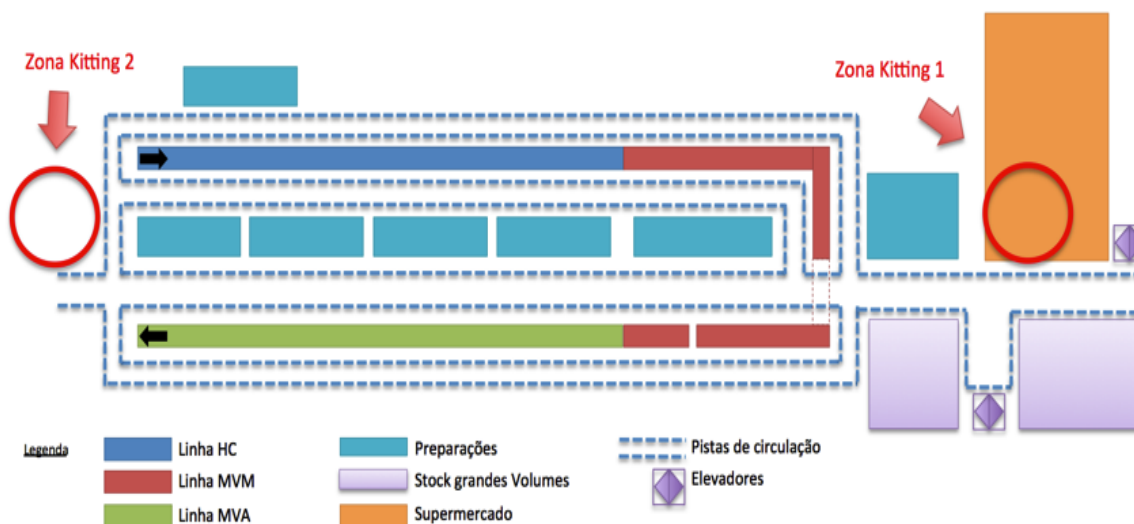 Zona Kitting 2
Zona Kitting 1
Legenda
Linha HC
Linha MVM
Linha MVA
Preparações
Stock grandes Volumes
Supermercado
Pistas de circulação
Elevadores